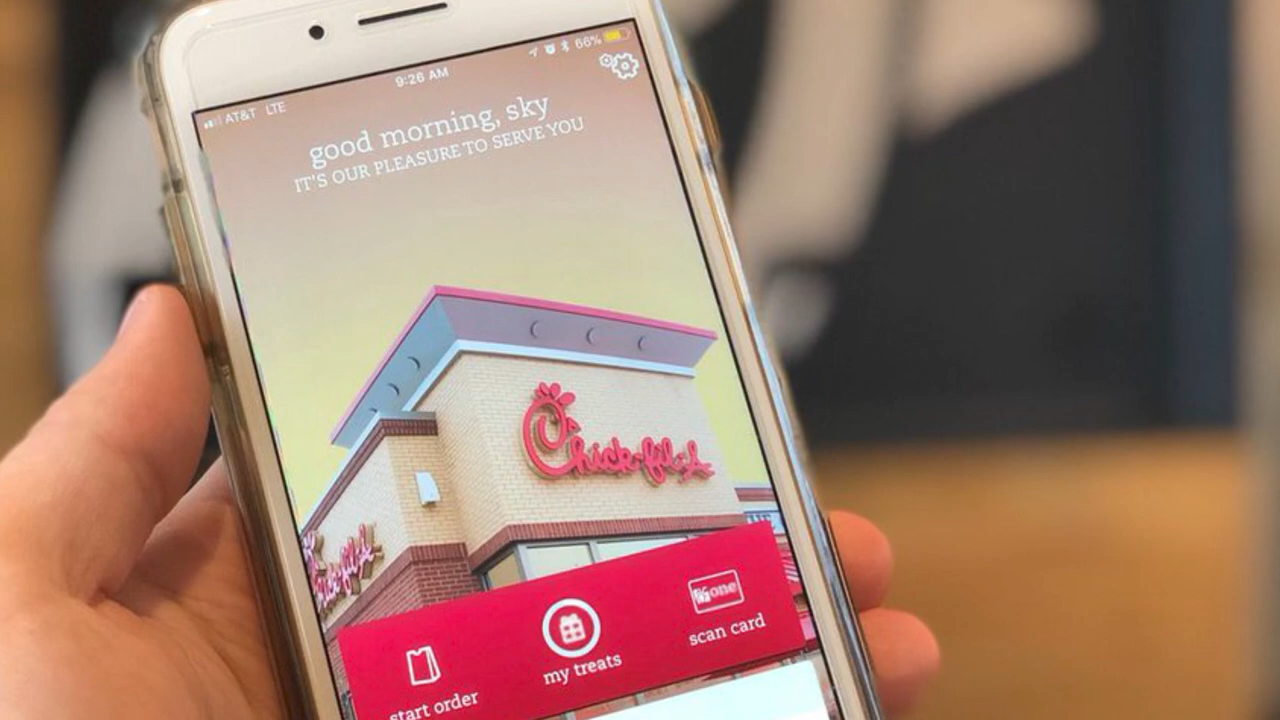 AT&T LTE
9:26 AM
66%
good morning, sky
IT'S OUR PLEASURE TO SERVE YOU
Chick-fil-A
start order
my treats
one
scan card